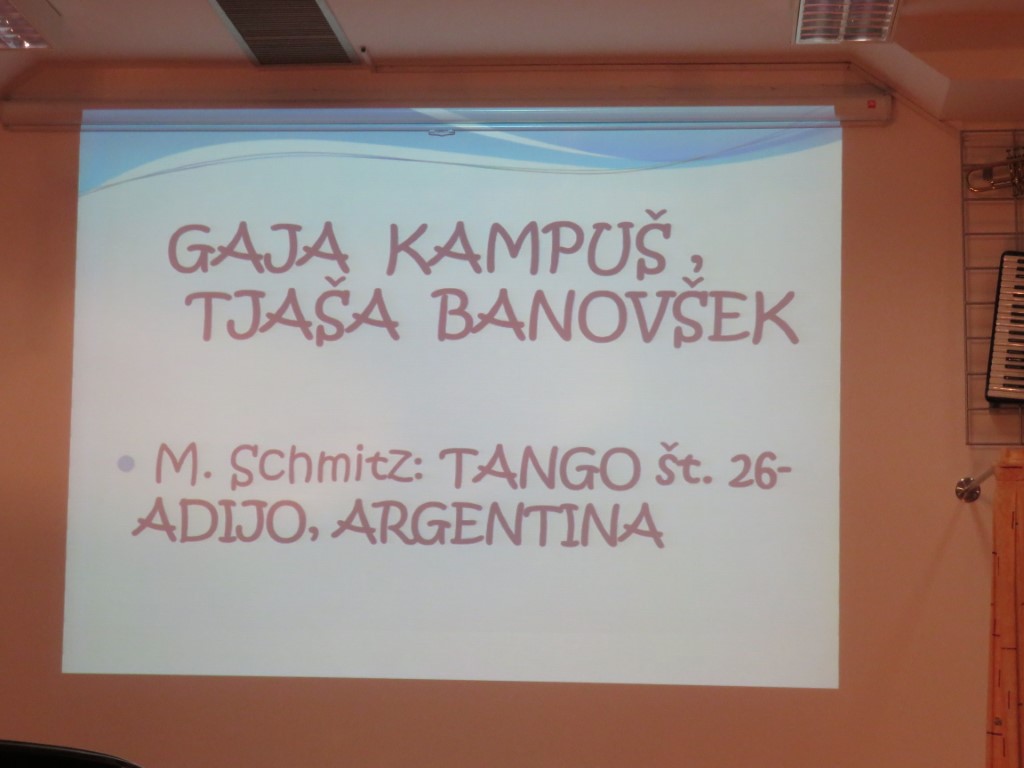 GAJA KAMPUŠ,
TJAŠA BANOVŠEK
• M. Schmitz: TANGO št. 26-
ADIJO, ARGENTINA